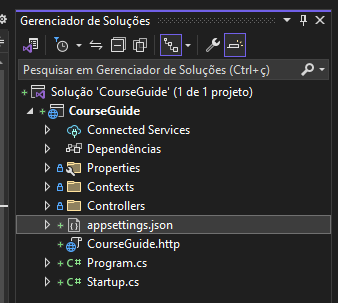 Gerenciador de Soluções
Pesquisar em Gerenciador de Soluções (Ctrl+ç)
Solução 'CourseGuide' (1 de 1 projeto)
CourseGuide
Connected Services
Dependências
Properties
Contexts
Controllers
appsettings.json
CourseGuide.http
C# Program.cs
C# Startup.cs